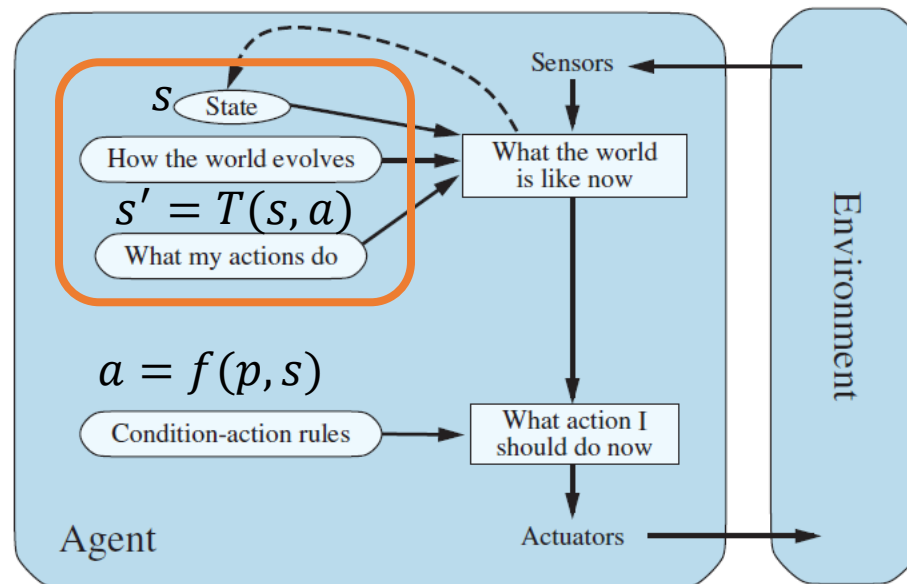 Sensors
s
State
How the world evolves
What the world
is like now
s′ = T(s, a)
What my actions do
Environment
a = f(p, s)
Condition-action rules
What action I
should do now
Agent
Actuators